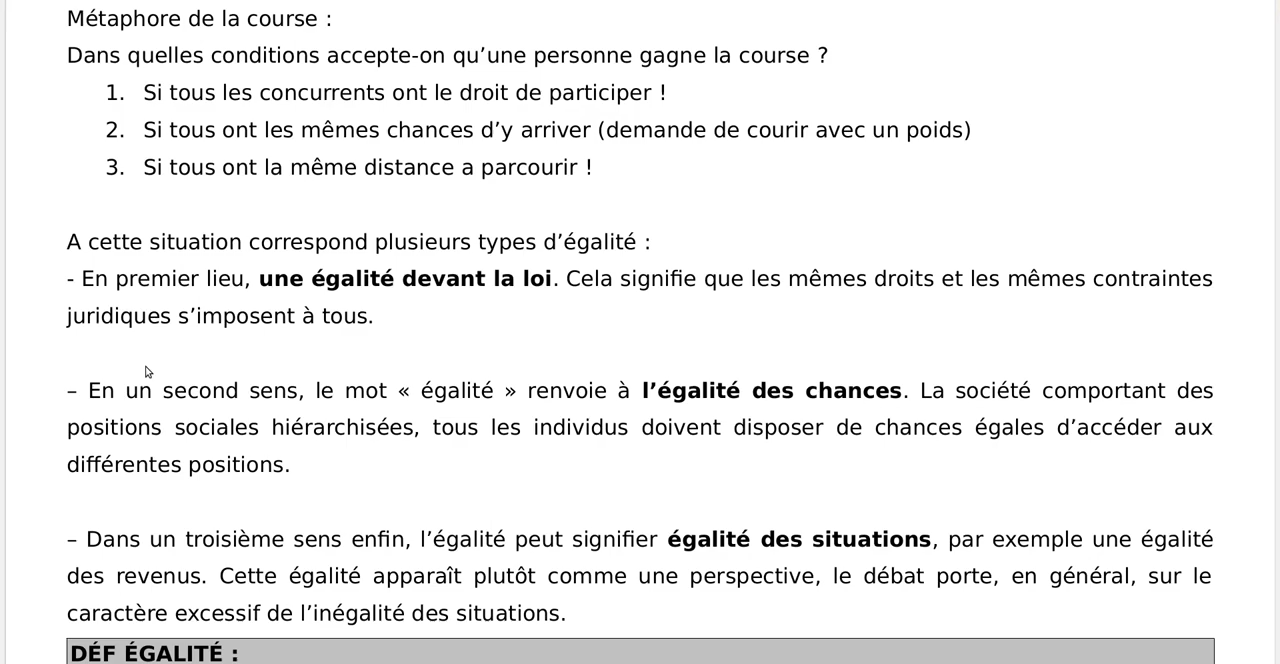 Métaphore de la course :
Dans quelles conditions accepte-on qu’une personne gagne la course ?
1. Si tous les concurrents ont le droit de participer !
2. Si tous ont les mêmes chances d’y arriver (demande de courir avec un poids)
3. Si tous ont la même distance a parcourir !
A cette situation correspond plusieurs types d’égalité :
- En premier lieu, une égalité devant la loi. Cela signifie que les mêmes droits et les mêmes contraintes
juridiques s’imposent à tous.
– En un second sens, le mot « égalité » renvoie à l’égalité des chances. La société comportant des
positions sociales hiérarchisées, tous les individus doivent disposer de chances égales d’accéder aux
différentes positions.
– Dans un troisième sens enfin, l’égalité peut signifier égalité des situations, par exemple une égalité
des revenus. Cette égalité apparaît plutôt comme une perspective, le débat porte, en général, sur le
caractère excessif de l’inégalité des situations.
DÉF ÉGALITÉ :